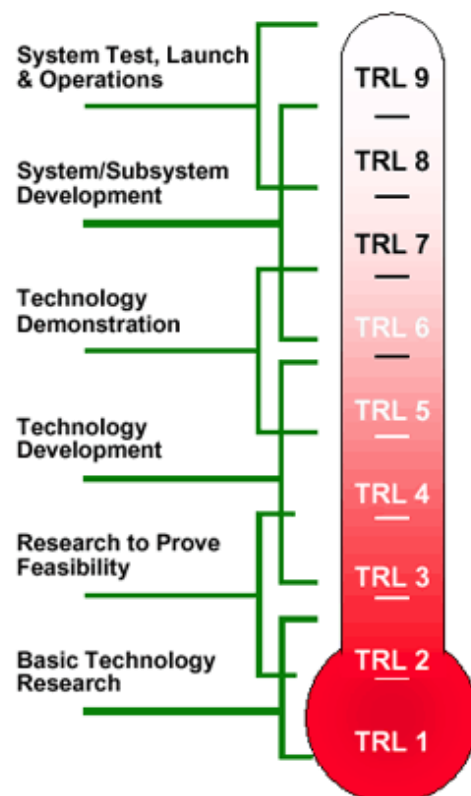 System Test, Launch
& Operations
System/Subsystem
Development
Technology
Demonstration
Technology
Development
Research to Prove
Feasibility
Basic Technology
Research
TRL 9
TRL 8
TRL 7
TRL 6
TRL 5
TRL 4
TRL 3
TRL 2
TRL 1